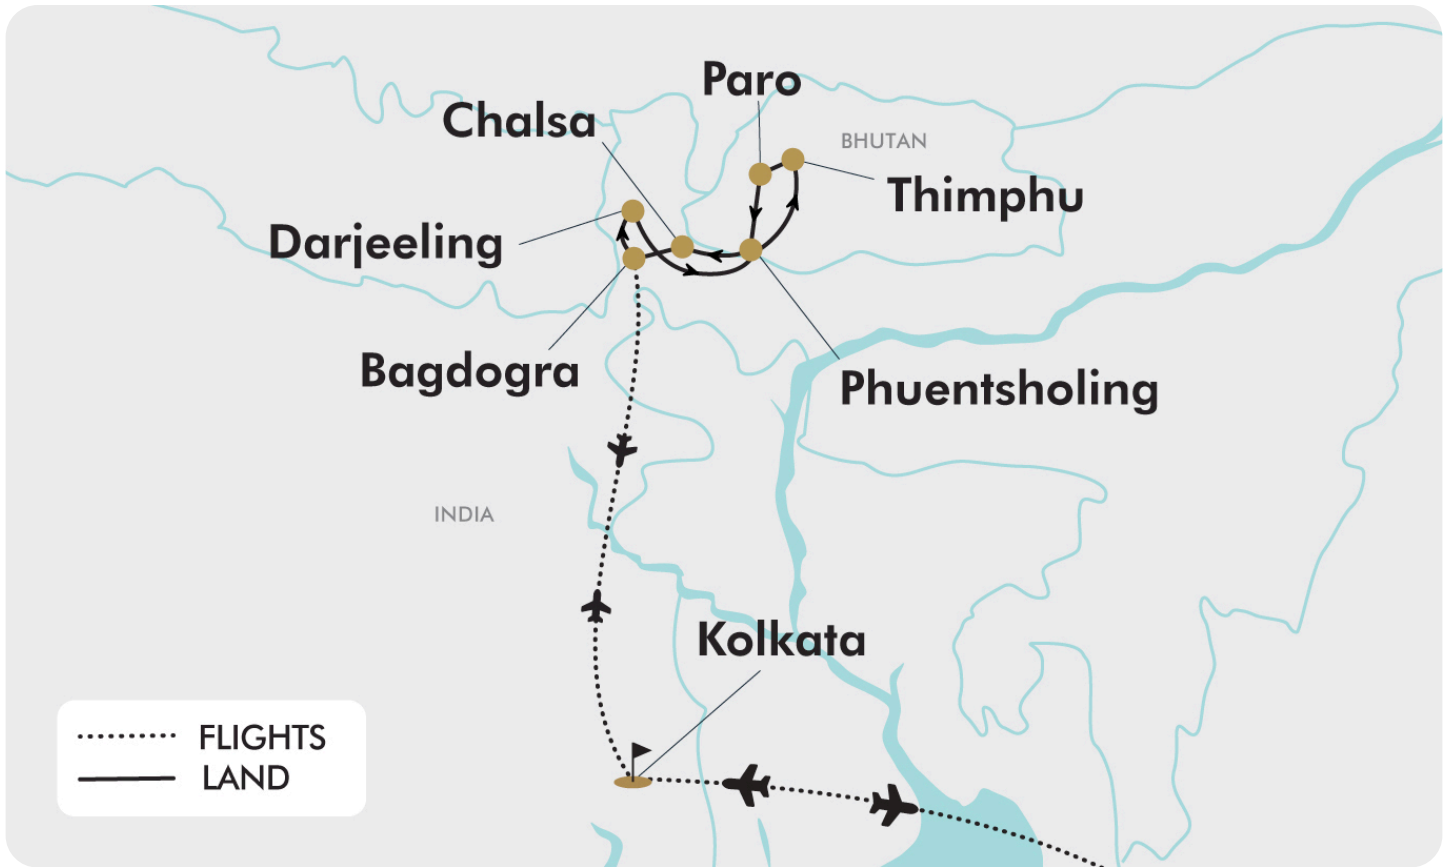 Paro
Chalsa
BHUTAN
Thimphu
Darjeeling
Bagdogra
Phuentsholing
INDIA
Kolkata
FLIGHTS
LAND